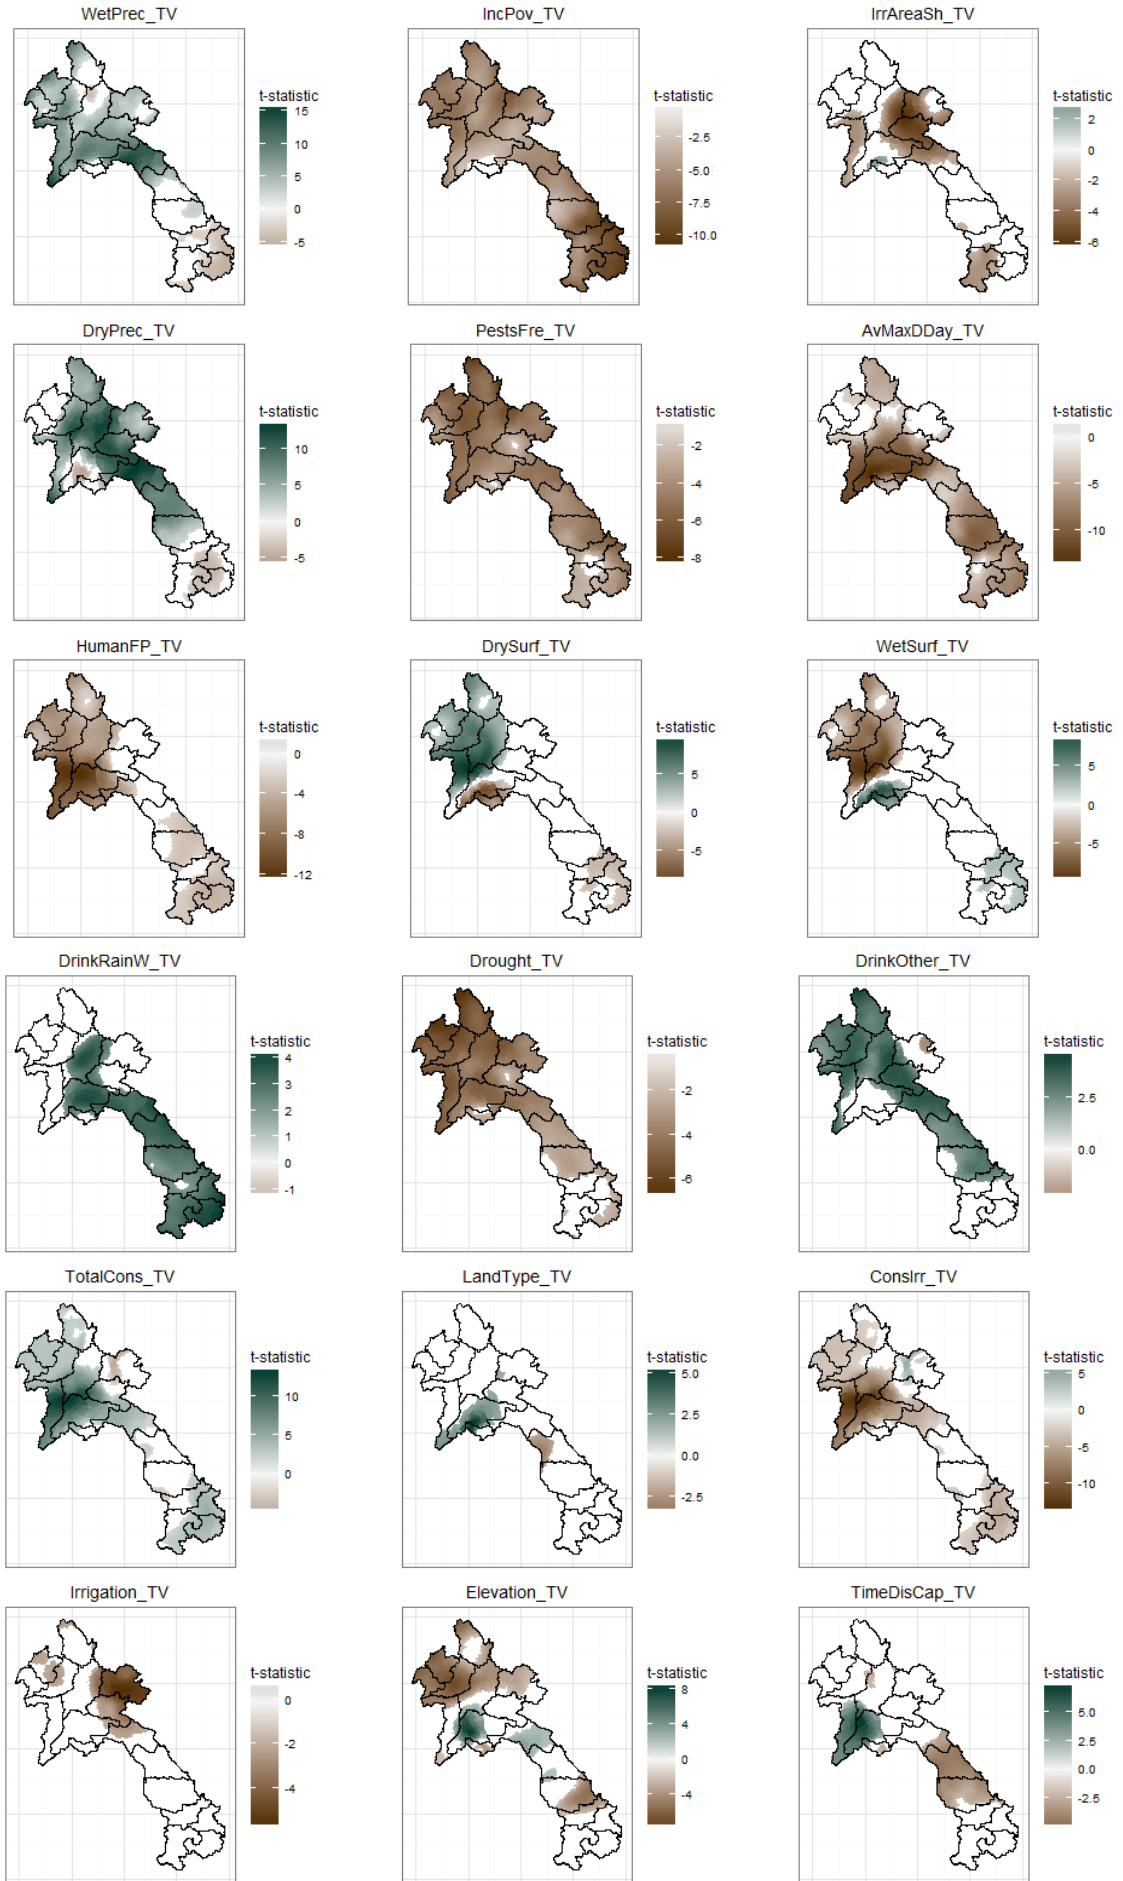 WetPrec_TV
t-statistic
15
10
5
0
-5
IncPov_TV
t-statistic
-2.5
-5.0
-7.5
-10.0
IrrAreaSh_TV
t-statistic
2
0
-2
-4
-6
DryPrec_TV
t-statistic
10
5
0
-5
PestsFre_TV
t-statistic
-2
-4
-6
-8
AvMaxDDay_TV
t-statistic
0
-5
-10
HumanFP_TV
t-statistic
0
-4
-8
-12
DrySurf_TV
t-statistic
5
0
-5
WetSurf_TV
t-statistic
5
0
-5
DrinkRainW_TV
t-statistic
4
3
2
1
0
-1
Drought_TV
t-statistic
-2
-4
-6
DrinkOther_TV
t-statistic
2.5
0.0
TotalCons_TV
t-statistic
10
5
0
LandType_TV
t-statistic
5.0
2.5
0.0
-2.5
ConsIrr_TV
t-statistic
5
0
-5
-10
Irrigation_TV
t-statistic
0
-2
-4
Elevation_TV
t-statistic
8
4
0
-4
TimeDisCap_TV
t-statistic
5.0
2.5
0.0
-2.5